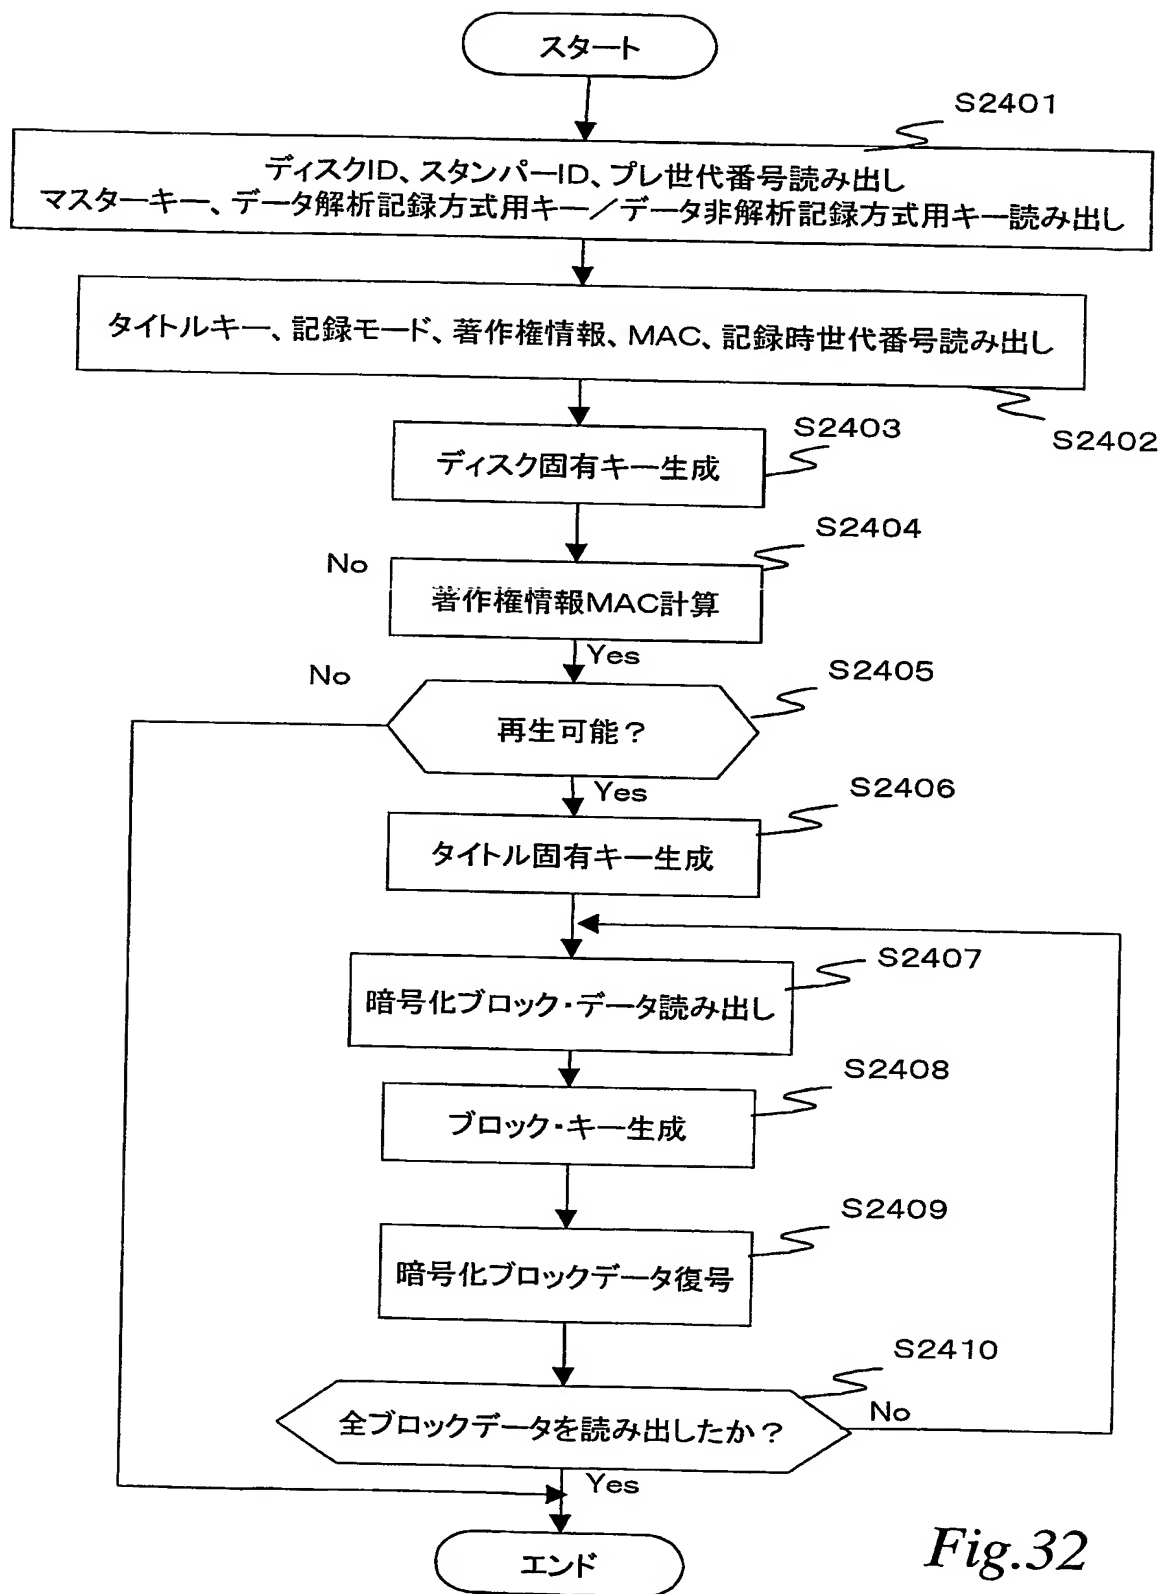 スタート
S2401
ディスクID、スタンパーID、プレ世代番号読み出し
マスターキー、データ解析記録方式用キー／データ非解析記録方式用キー読み出し
タイトルキー、記録モード、著作権情報、MAC、記録時世代番号読み出し
S2402
S2403
ディスク固有キー生成
S2404
No
著作権情報MAC計算
Yes
No
S2405
再生可能？
Yes
S2406
タイトル固有キー生成
S2407
暗号化ブロック・データ読み出し
S2408
ブロック・キー生成
S2409
暗号化ブロックデータ復号
S2410
全ブロックデータを読み出したか？
No
Yes
エンド
Fig.32